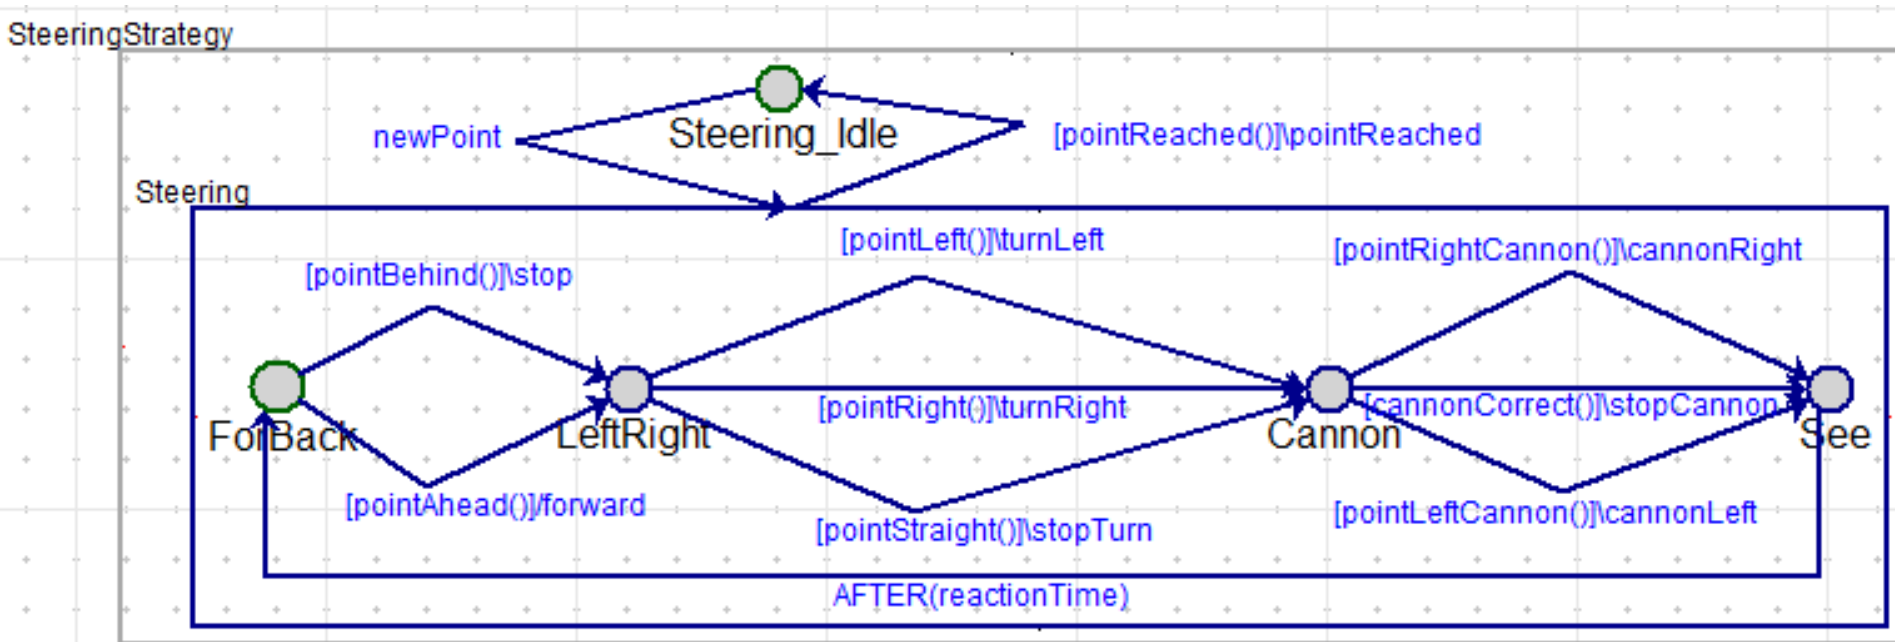 SteeringStrategy
newPoint
Steering_Idle
[pointReached()]\pointReached
Steering
[pointLeft()]\turnLeft
[pointRightCannon()]\cannonRight
[pointBehind()]\stop
[pointRight()]\turnRight
[cannonCorrect()]\stopCannon
ForBack
LeftRight
Cannon
See
[pointAhead()]/forward
[pointStraight()]\stopTurn
[pointLeftCannon()]\cannonLeft
AFTER(reactionTime)